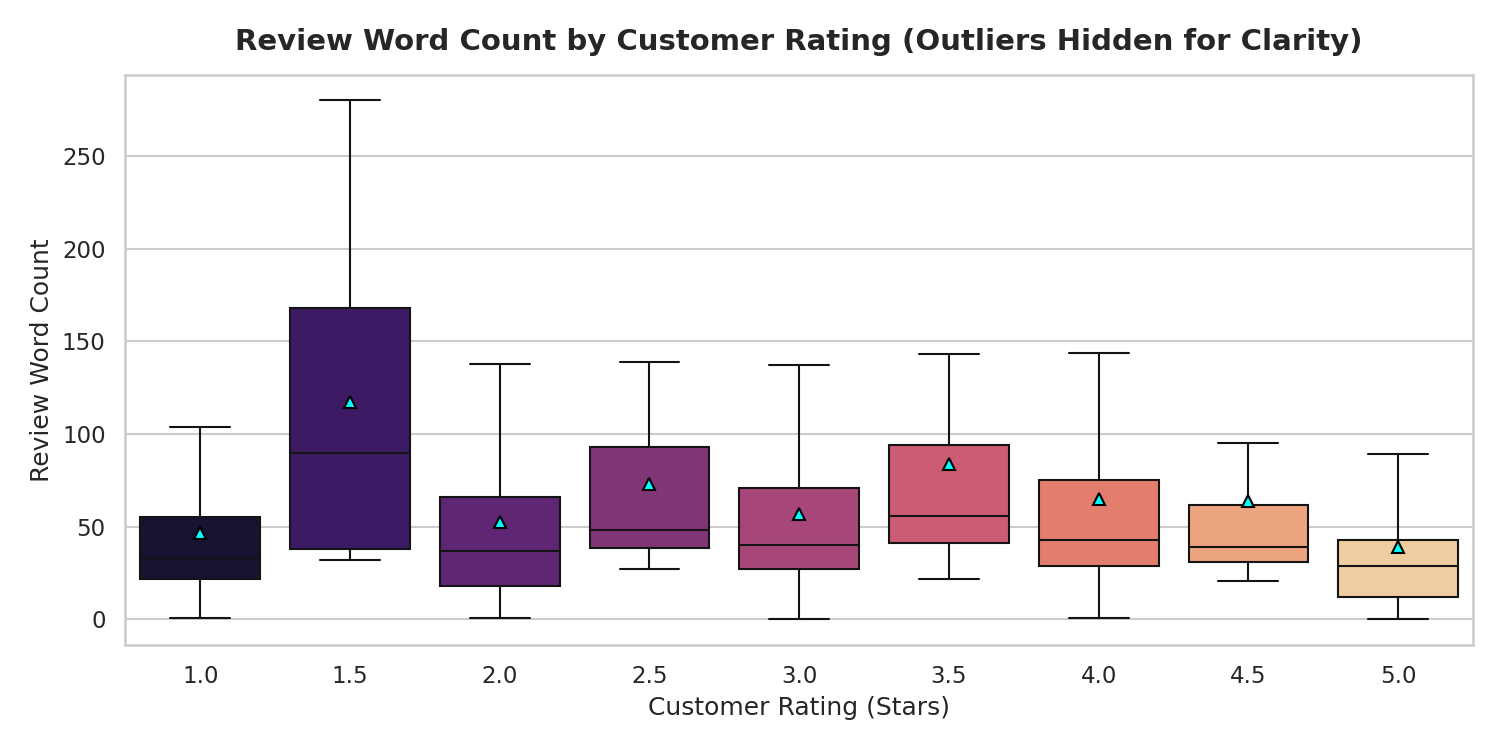 Review Word Count by Customer Rating (Outliers Hidden for Clarity)
Review Word Count
250
200
150
100
50
0
1.0 1.5 2.0 2.5 3.0 3.5 4.0 4.5 5.0
Customer Rating (Stars)